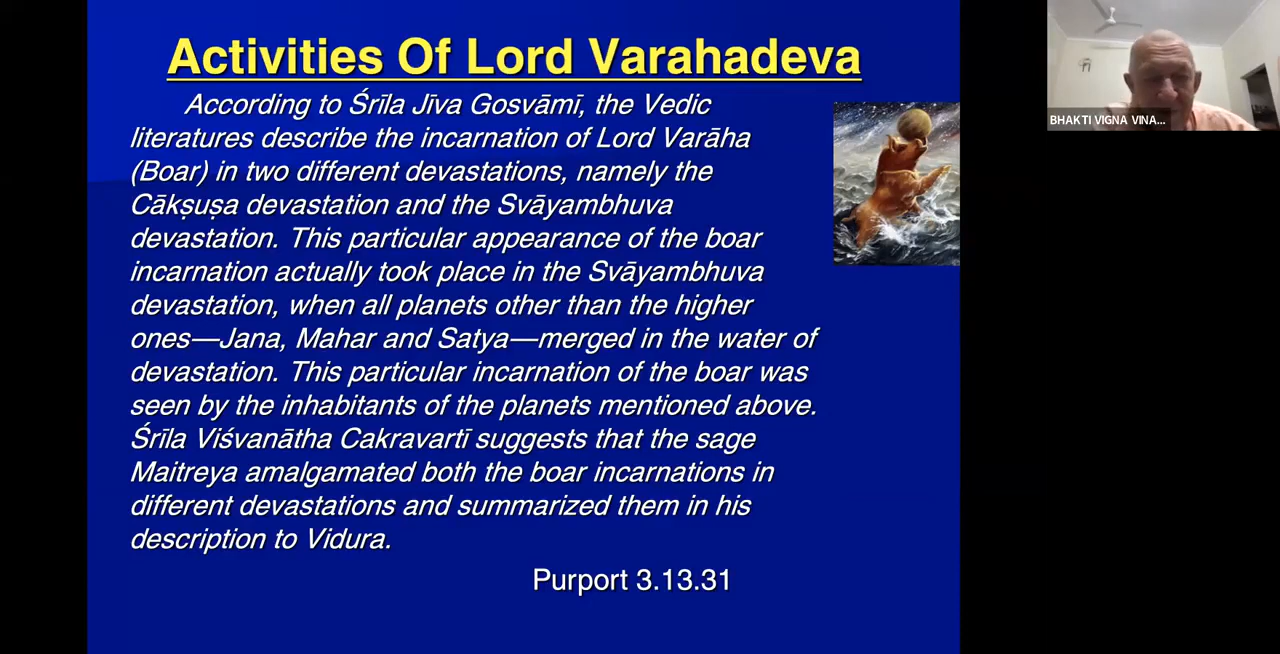 Activities Of Lord Varahadeva
According to Śrīla Jīva Gosvāmī, the Vedic
literatures describe the incarnation of Lord Varāha
(Boar) in two different devastations, namely the
Cākṣuṣa devastation and the Svāyambhuva
devastation. This particular appearance of the boar
incarnation actually took place in the Svāyambhuva
devastation, when all planets other than the higher
ones—Jana, Mahar and Satya—merged in the water of
devastation. This particular incarnation of the boar was
seen by the inhabitants of the planets mentioned above.
Śrīla Viśvanātha Cakravartī suggests that the sage
Maitreya amalgamated both the boar incarnations in
different devastations and summarized them in his
description to Vidura.
Purport 3.13.31
BHAKTI VIGNA VINA...